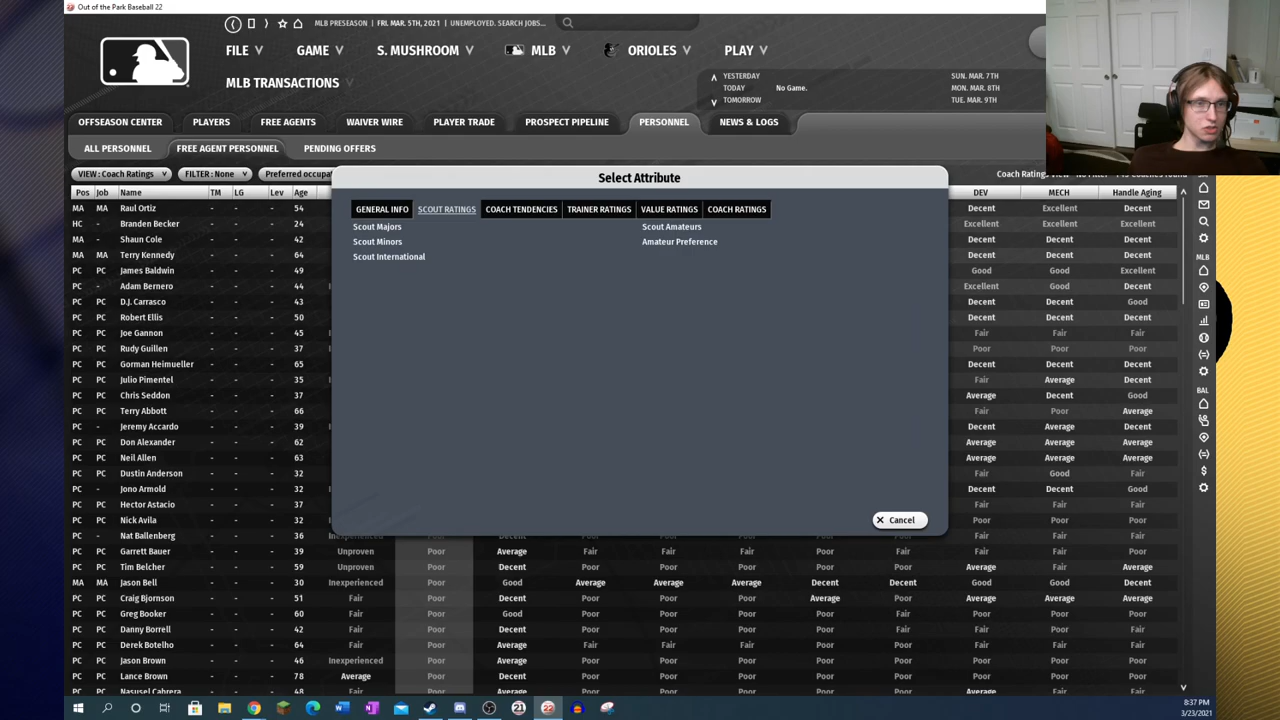 Out of the Park Baseball 22
MLB PRESEASON | FRI. MAR. 5TH, 2021 | UNEMPLOYED. SEARCH JOBS...
FILE GAME S. MUSHROOM MLB ORIOLES PLAY
MLB TRANSACTIONS
YESTERDAY SUN. MAR. 7TH
TODAY No Game. MON. MAR. 8TH
TOMORROW TUE. MAR. 9TH
OFFSEASON CENTER PLAYERS FREE AGENTS WAIVER WIRE PLAYER TRADE PROSPECT PIPELINE PERSONNEL NEWS & LOGS
ALL PERSONNEL FREE AGENT PERSONNEL PENDING OFFERS
VIEW : Coach Ratings FILTER : None
Select Attribute
Pos Job Name TM LG Lev Age DEV MECH Handle Aging
GENERAL INFO SCOUT RATINGS COACH TENDENCIES TRAINER RATINGS VALUE RATINGS COACH RATINGS
Scout Majors Scout Amateurs
Scout Minors Amateur Preference
Scout International
Cancel
MA MA Raul Ortiz - - - 54 Decent Excellent Decent
HC - Branden Becker - - - 24 Excellent Excellent Excellent
MA - Shaun Cole - - - 42 Decent Decent Decent
MA MA Terry Kennedy - - - 64 Decent Decent Decent
PC PC James Baldwin - - - 49 Good Good Excellent
PC - Adam Bernero - - - 44 Excellent Good Decent
PC PC D.J. Carrasco - - - 43 Decent Decent Good
PC PC Robert Ellis - - - 50 Decent Decent Decent
PC PC Joe Gannon - - - 45 Fair Fair Fair
PC PC Rudy Guillen - - - 37 Poor Poor Poor
PC PC Gorman Heimueller - - - 65 Decent Decent Decent
PC PC Julio Pimentel - - - 35 Fair Average Decent
PC PC Chris Seddon - - - 37 Average Decent Good
PC PC Terry Abbott - - - 66 Fair Poor Average
PC - Jeremy Accardo - - - 39 Decent Average Decent
PC PC Don Alexander - - - 62 Average Average Average
PC PC Neil Allen - - - 63 Average Average Average
PC PC Dustin Anderson - - - 32 Fair Good Fair
PC - Jono Armold - - - 32 Decent Decent Good
PC PC Hector Astacio - - - 37 Fair Fair Fair
PC PC Nick Avila - - - 32 Poor Poor Poor
PC - Nat Ballenberg - - - 36
PC PC Garrett Bauer - - - 39 Unproven Poor Average Fair Fair Fair Poor Fair Fair Fair
PC PC Tim Belcher - - - 59 Unproven Poor Decent Poor Poor Poor Poor Poor Average Fair Average
MA MA Jason Bell - - - 30 Inexperienced Poor Good Average Average Average Decent Decent Good Good Decent
PC PC Craig Bjornson - - - 51 Fair Poor Decent Poor Poor Poor Average Poor Average Average Average
PC PC Greg Booker - - - 60 Fair Poor Good Poor Poor Poor Poor Fair Fair Poor Fair
PC PC Danny Borrell - - - 42 Fair Poor Decent Poor Poor Poor Poor Fair Poor Poor Fair
PC PC Derek Botelho - - - 64 Fair Poor Average Fair Fair Fair Poor Poor Fair Poor Fair
PC PC Jason Brown - - - 46 Inexperienced Poor Average Poor Poor Poor Poor Poor Poor Poor Poor
PC PC Lance Brown - - - 78 Average Poor Decent Poor Poor Poor Poor Poor Fair Poor Fair
8:37 PM
3/23/2021